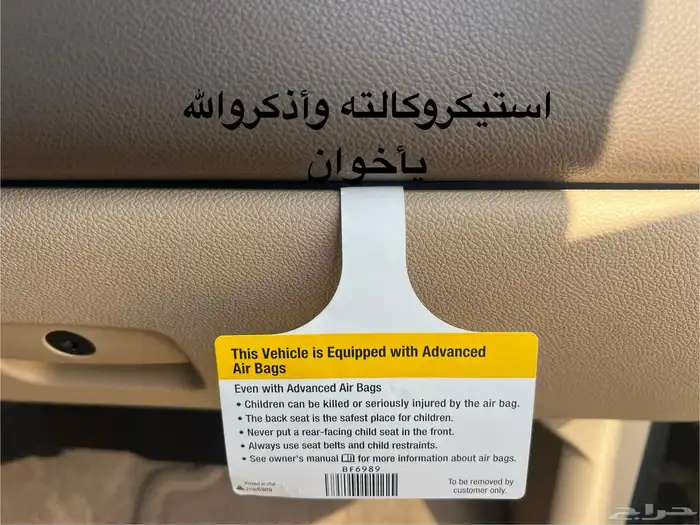 استيكروكالته وأذكروالله
يأخوان
This Vehicle is Equipped with Advanced
Air Bags
Even with Advanced Air Bags
• Children can be killed or seriously injured by the air bag.
• The back seat is the safest place for children.
• Never put a rear-facing child seat in the front.
• Always use seat belts and child restraints.
• See owner's manual for more information about air bags.
BF6989
Printed in USA
To be removed by
customer only.
حراج